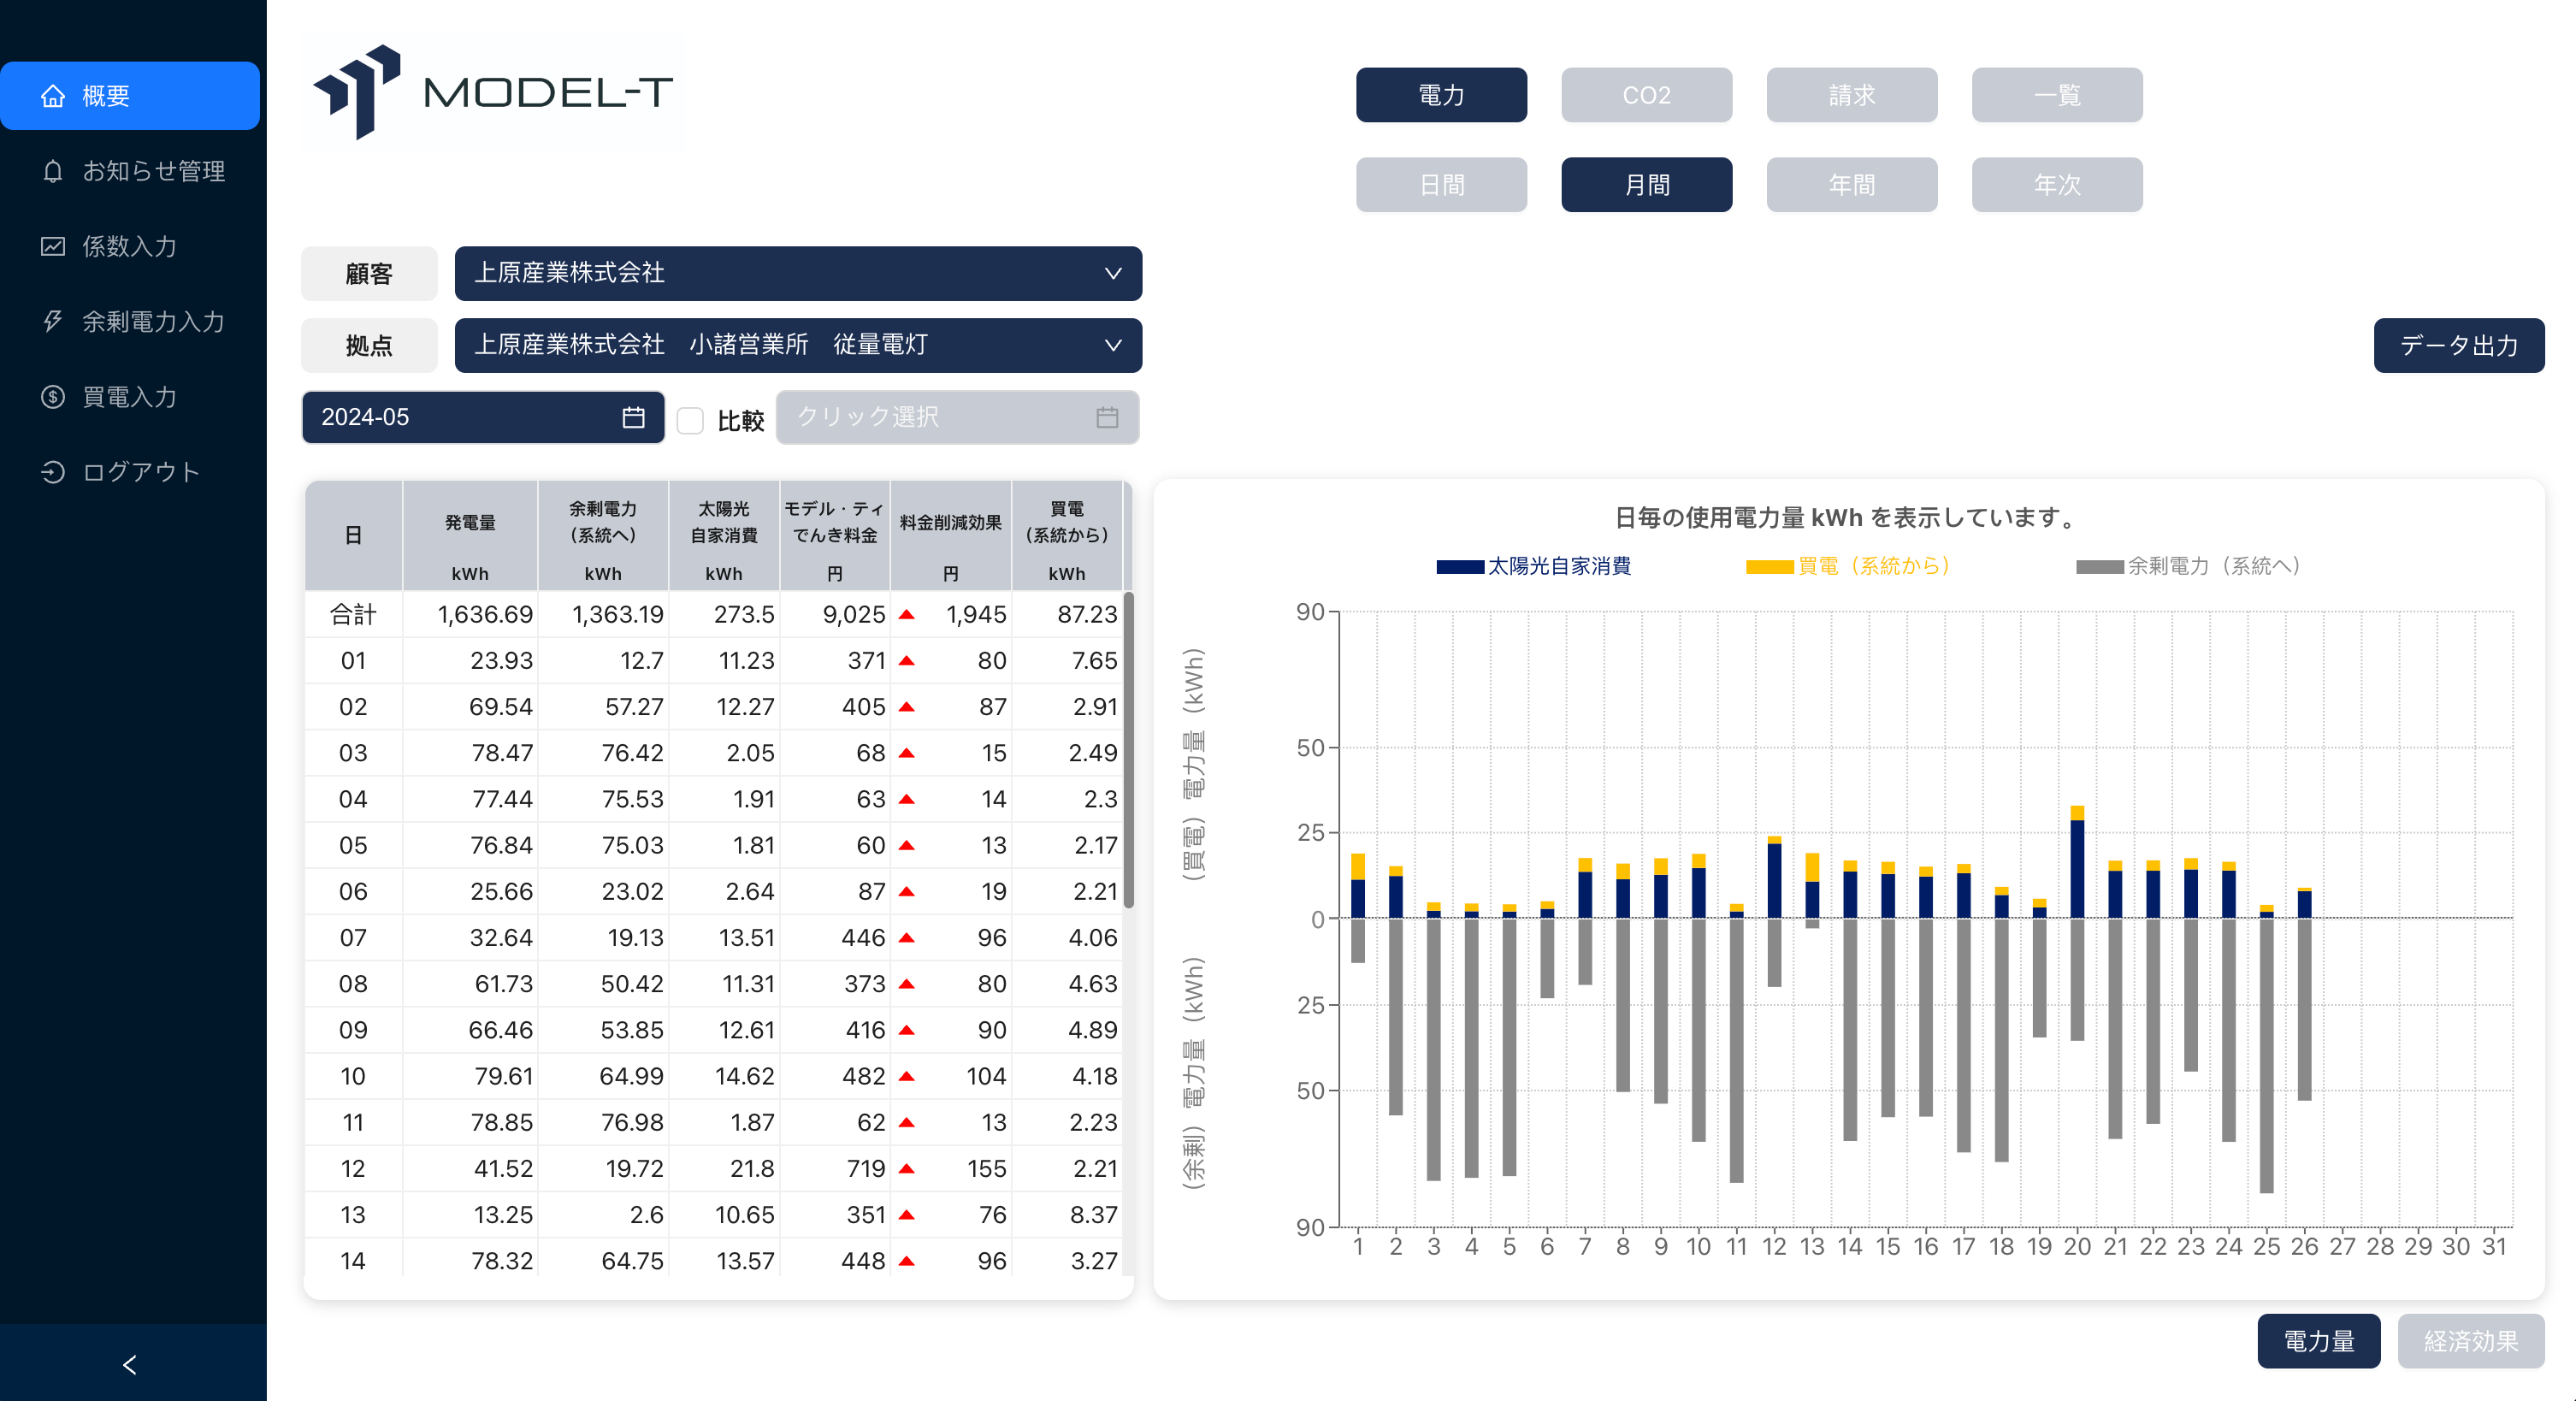 概要
お知らせ管理
係数入力
余剰電力入力
買電入力
ログアウト
MODEL-T
電力 CO2 請求 一覧
日間 月間 年間 年次
顧客 上原産業株式会社
拠点 上原産業株式会社　小諸営業所　従量電灯
データ出力
2024-05 比較 クリック選択
日 発電量 kWh 余剰電力（系統へ） kWh 太陽光自家消費 kWh モデル・ティでんき料金 円 料金削減効果 円 買電（系統から） kWh
合計 1,636.69 1,363.19 273.5 9,025 ▲ 1,945 87.23
01 23.93 12.7 11.23 371 ▲ 80 7.65
02 69.54 57.27 12.27 405 ▲ 87 2.91
03 78.47 76.42 2.05 68 ▲ 15 2.49
04 77.44 75.53 1.91 63 ▲ 14 2.3
05 76.84 75.03 1.81 60 ▲ 13 2.17
06 25.66 23.02 2.64 87 ▲ 19 2.21
07 32.64 19.13 13.51 446 ▲ 96 4.06
08 61.73 50.42 11.31 373 ▲ 80 4.63
09 66.46 53.85 12.61 416 ▲ 90 4.89
10 79.61 64.99 14.62 482 ▲ 104 4.18
11 78.85 76.98 1.87 62 ▲ 13 2.23
12 41.52 19.72 21.8 719 ▲ 155 2.21
13 13.25 2.6 10.65 351 ▲ 76 8.37
14 78.32 64.75 13.57 448 ▲ 96 3.27
日毎の使用電力量 kWh を表示しています。
太陽光自家消費 買電（系統から） 余剰電力（系統へ）
（買電）電力量（kWh）
（余剰）電力量（kWh）
90
50
25
0
25
50
90
1 2 3 4 5 6 7 8 9 10 11 12 13 14 15 16 17 18 19 20 21 22 23 24 25 26 27 28 29 30 31
電力量 経済効果